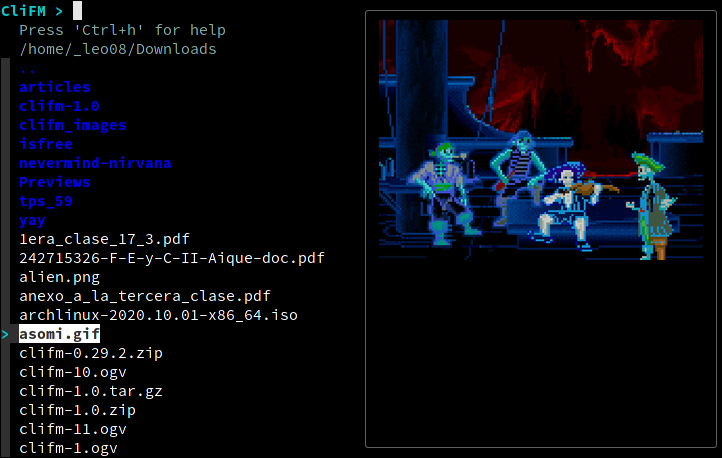 CliFM >
Press 'Ctrl+h' for help
/home/_leo08/Downloads
..
articles
clifm-1.0
clifm_images
isfree
nevermind-nirvana
Previews
tps_59
yay
1era_clase_17_3.pdf
242715326-F-E-y-C-II-Aique-doc.pdf
alien.png
anexo_a_la_tercera_clase.pdf
archlinux-2020.10.01-x86_64.iso
> asomi.gif
clifm-0.29.2.zip
clifm-10.ogv
clifm-1.0.tar.gz
clifm-1.0.zip
clifm-11.ogv
clifm-1.ogv